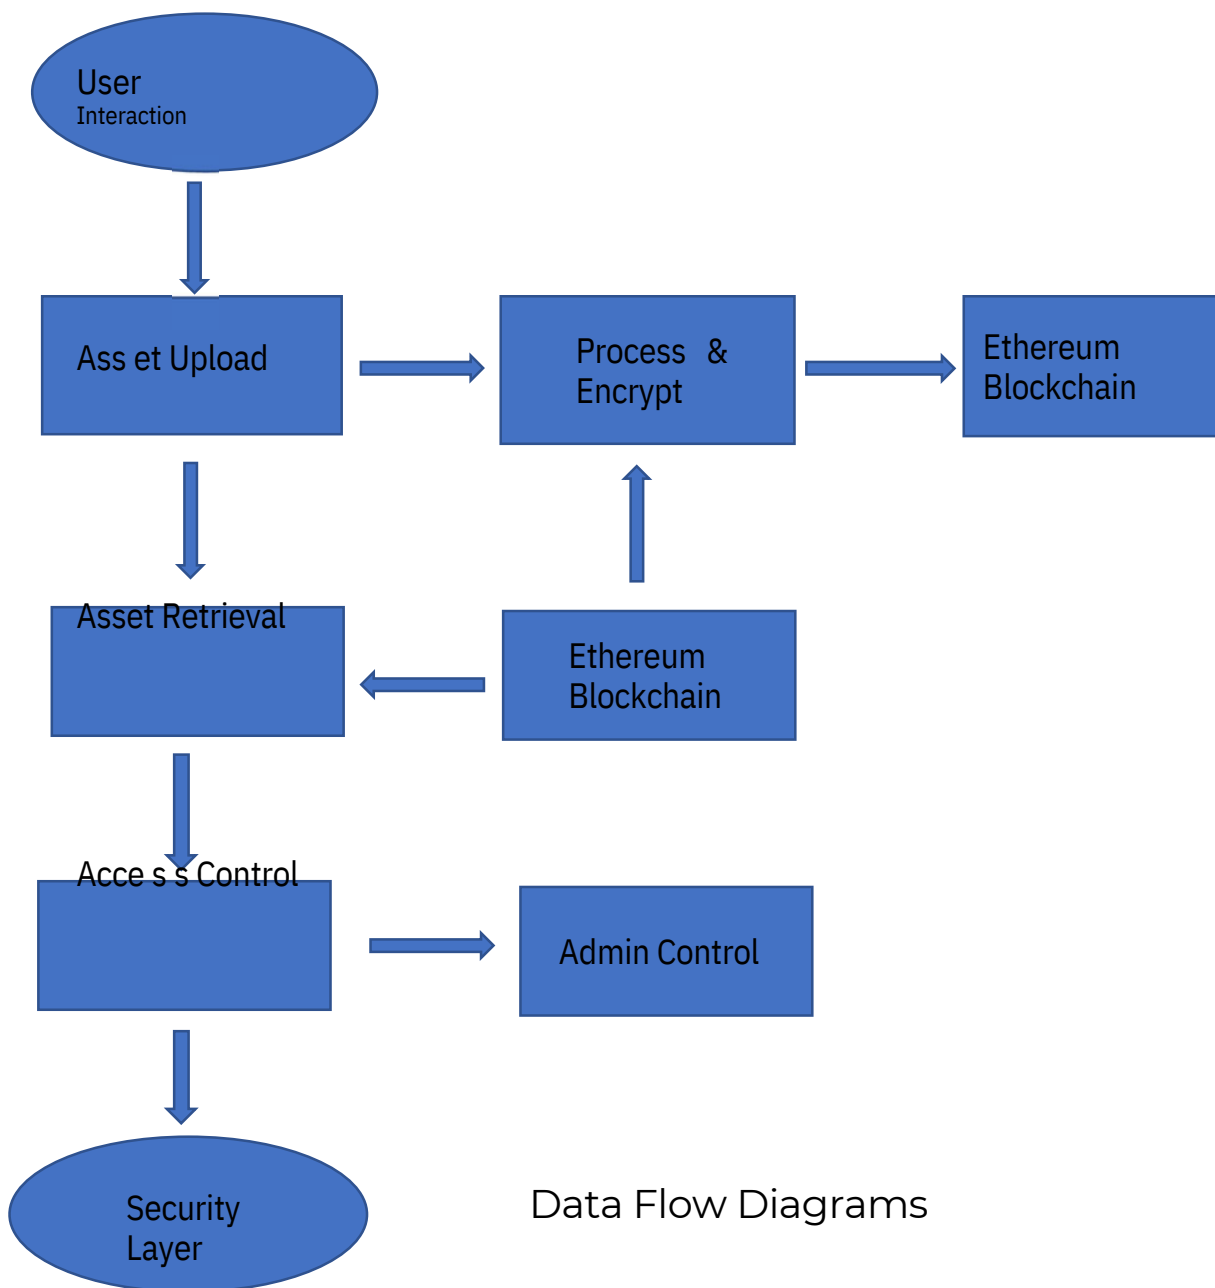 User
Interaction
Ass et Upload
Process & 
Encrypt
Ethereum
Blockchain
Asset Retrieval
Ethereum
Blockchain
Acce s s Control
Admin Control
Security
Layer
Data Flow Diagrams